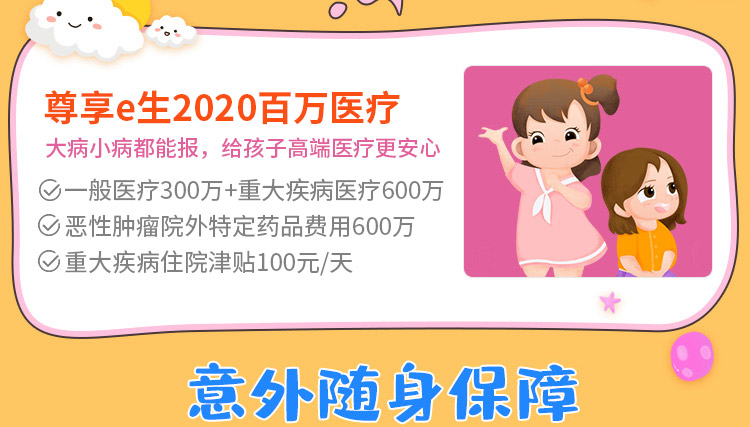 尊享e生2020百万医疗
大病小病都能报，给孩子高端医疗更安心
一般医疗300万+重大疾病医疗600万
恶性肿瘤院外特定药品费用600万
重大疾病住院津贴100元/天
意外随身保障